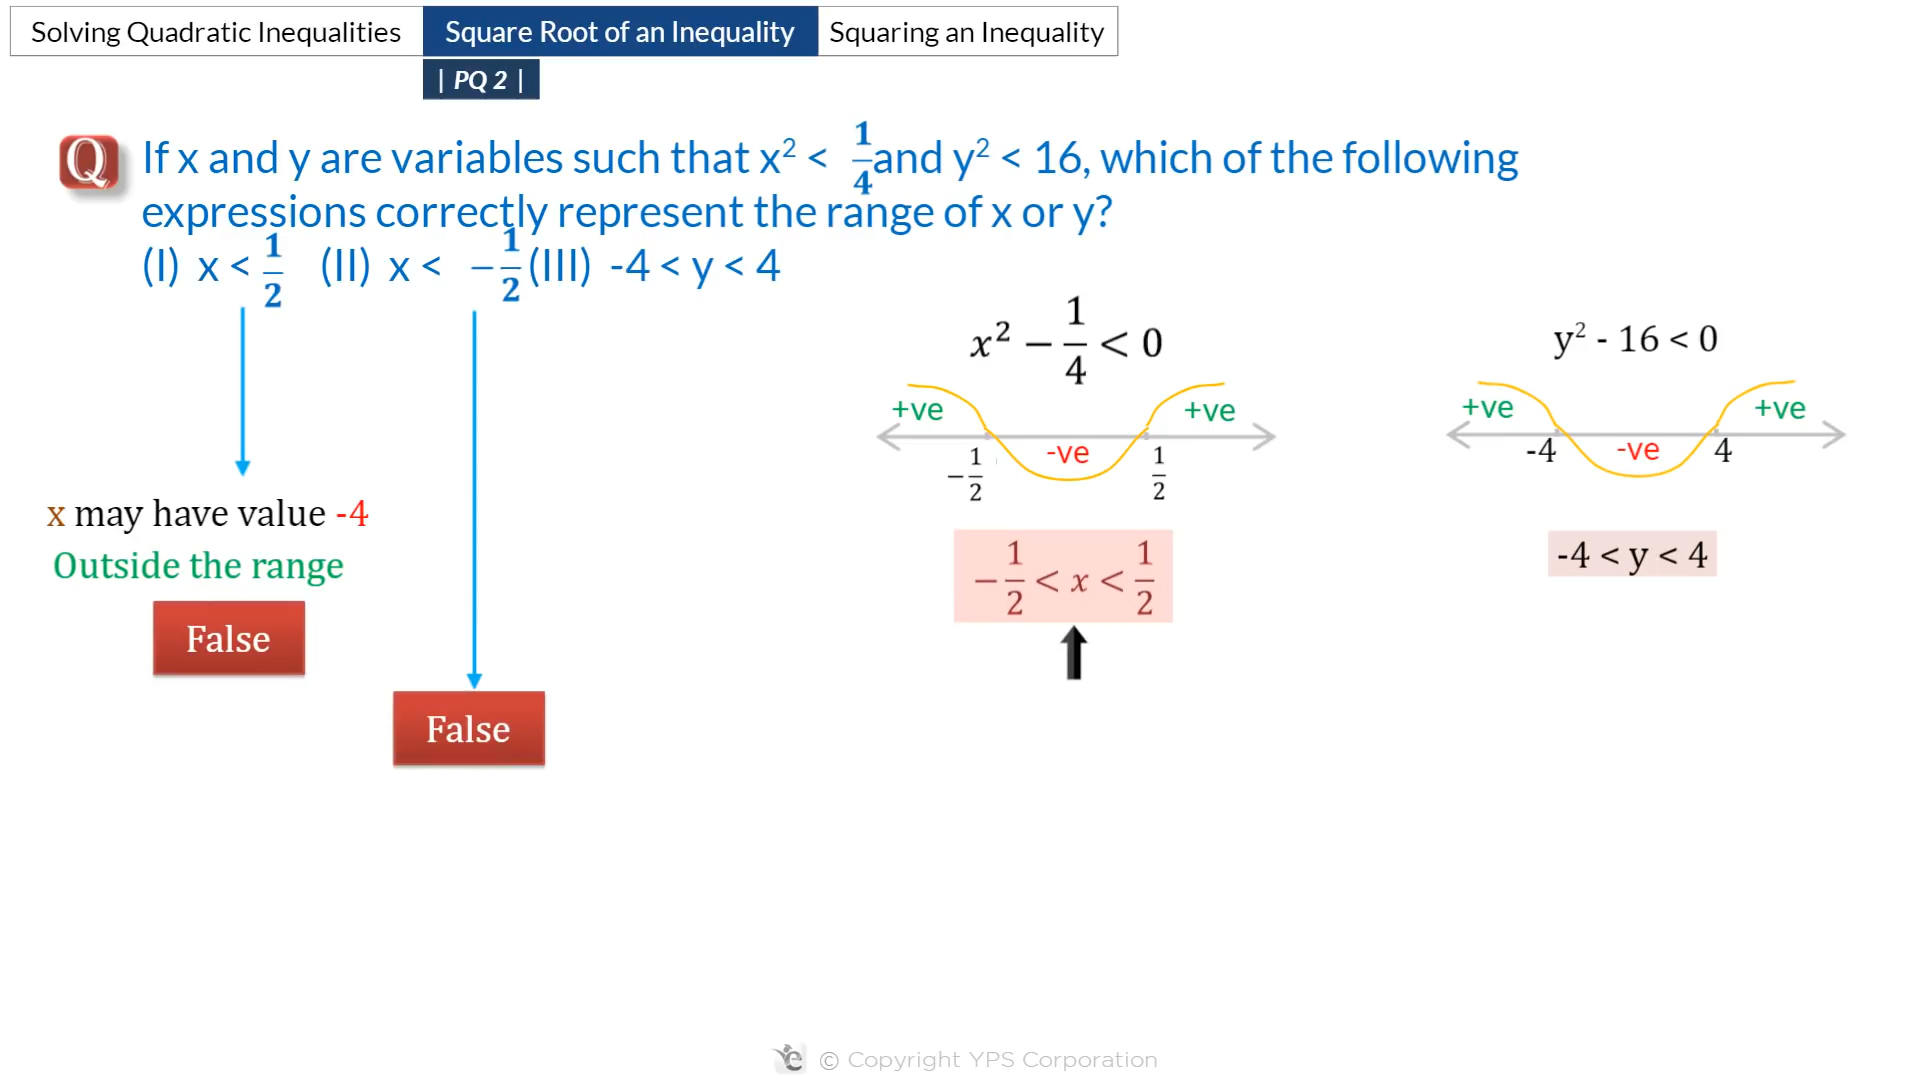 Solving Quadratic Inequalities
Square Root of an Inequality
Squaring an Inequality
| PQ 2 |
Q
If x and y are variables such that x² < 1/4 and y² < 16, which of the following
expressions correctly represent the range of x or y?
(I) x < 1/2 (II) x < −1/2 (III) -4 < y < 4
x² − 1/4 < 0
+ve
+ve
-ve
−1/2
1/2
−1/2 < x < 1/2
y² - 16 < 0
+ve
+ve
-ve
-4
4
-4 < y < 4
x may have value -4
Outside the range
False
False
e © Copyright YPS Corporation